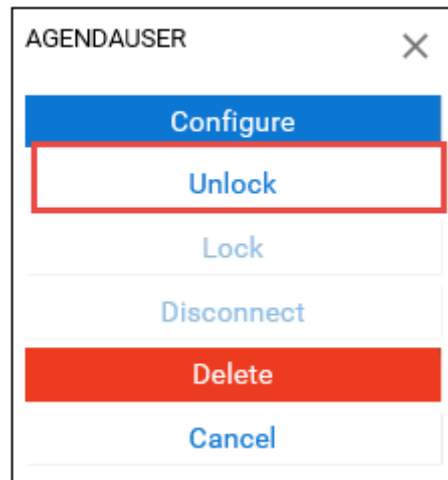 AGENDAUSER
Configure
Unlock
Lock
Disconnect
Delete
Cancel